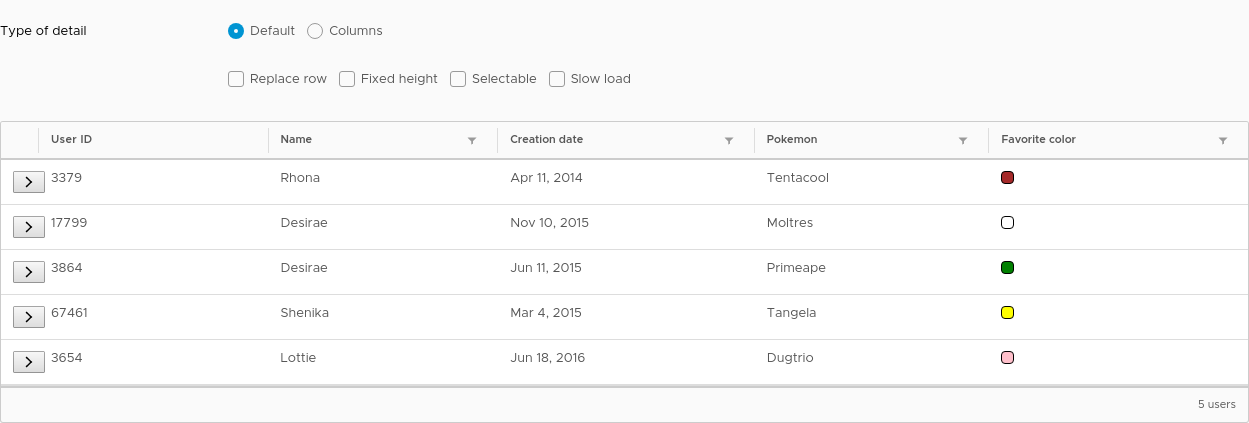 Type of detail Default Columns
Replace row Fixed height Selectable Slow load
User ID Name Creation date Pokemon Favorite color
3379 Rhona Apr 11, 2014 Tentacool
17799 Desirae Nov 10, 2015 Moltres
3864 Desirae Jun 11, 2015 Primeape
67461 Shenika Mar 4, 2015 Tangela
3654 Lottie Jun 18, 2016 Dugtrio
5 users